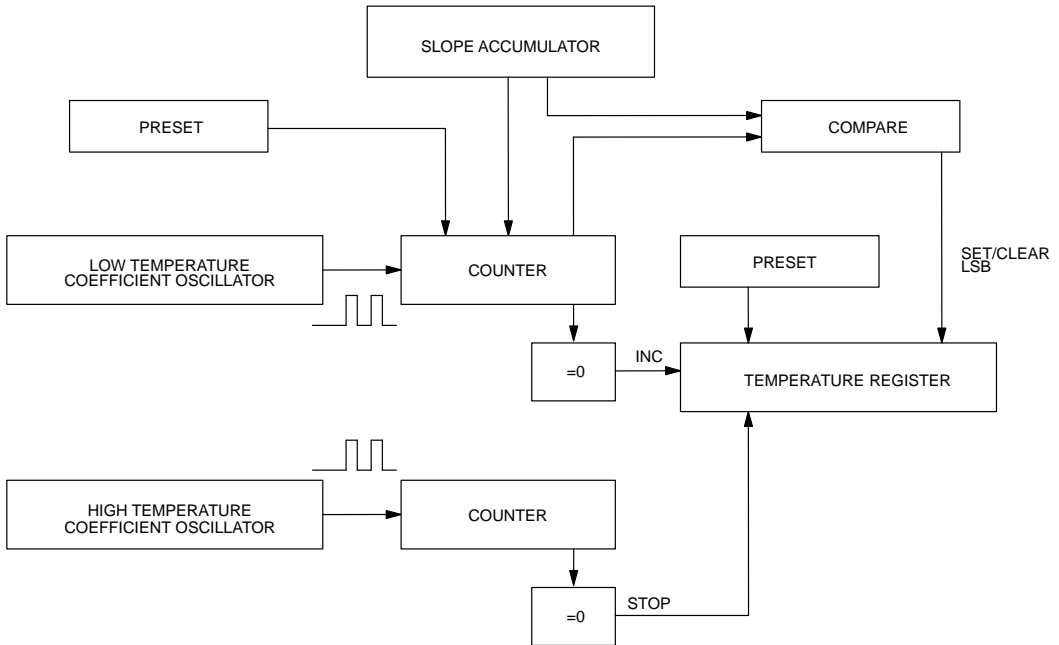 SLOPE ACCUMULATOR
PRESET
COMPARE
LOW TEMPERATURE
COEFFICIENT OSCILLATOR
COUNTER
PRESET
SET/CLEAR
LSB
=0
INC
TEMPERATURE REGISTER
HIGH TEMPERATURE
COEFFICIENT OSCILLATOR
COUNTER
=0
STOP